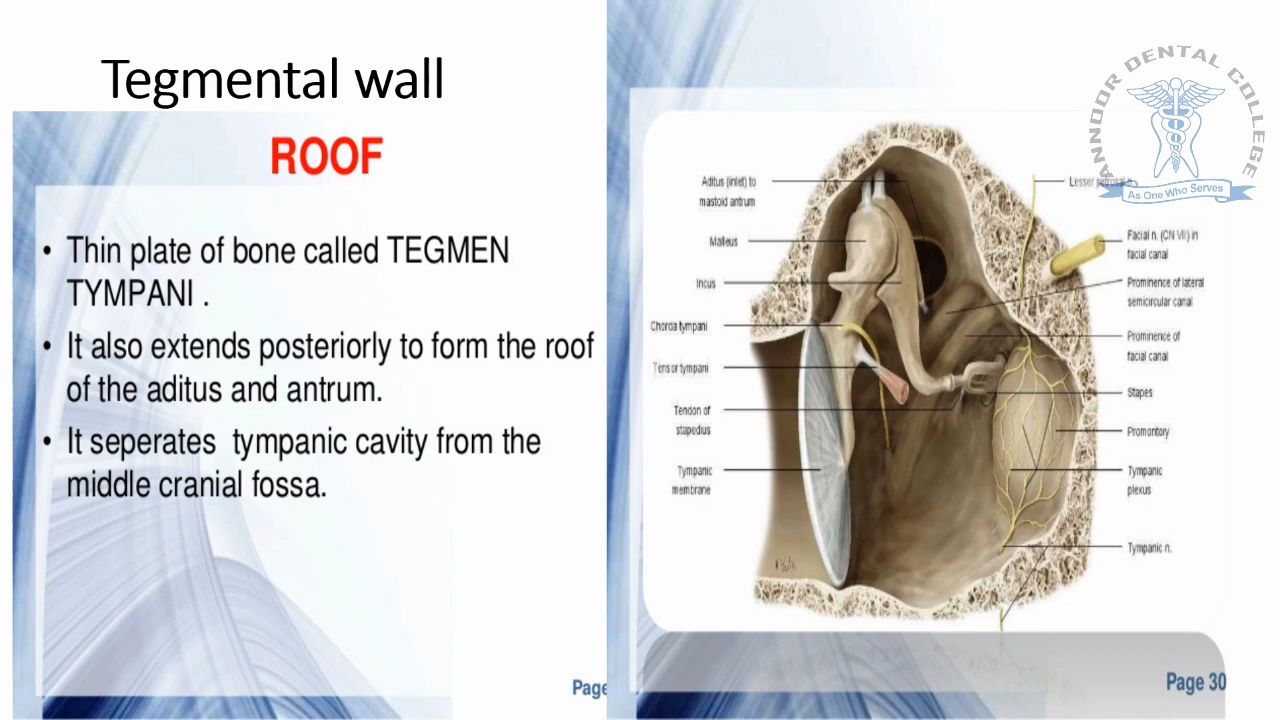 Tegmental wall
ROOF
• Thin plate of bone called TEGMEN
TYMPANI .
• It also extends posteriorly to form the roof
of the aditus and antrum.
• It seperates tympanic cavity from the
middle cranial fossa.
Page
Aditus (inlet) to
mastoid antrum
Malleus
Incus
Chorda tympani
Tensor tympani
Tendon of
stapedius
Tympanic
membrane
Lesser petrosal n.
Facial n. (CN VII) in
facial canal
Prominence of lateral
semicircular canal
Prominence of
facial canal
Stapes
Promontory
Tympanic
plexus
Tympanic n.
Page 30
ANNOOR DENTAL COLLEGE
As One Who Serves